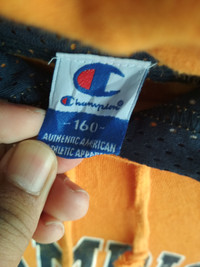 Champion
-160-
AUTHENTIC AMERICAN
ATHLETIC APPAREL